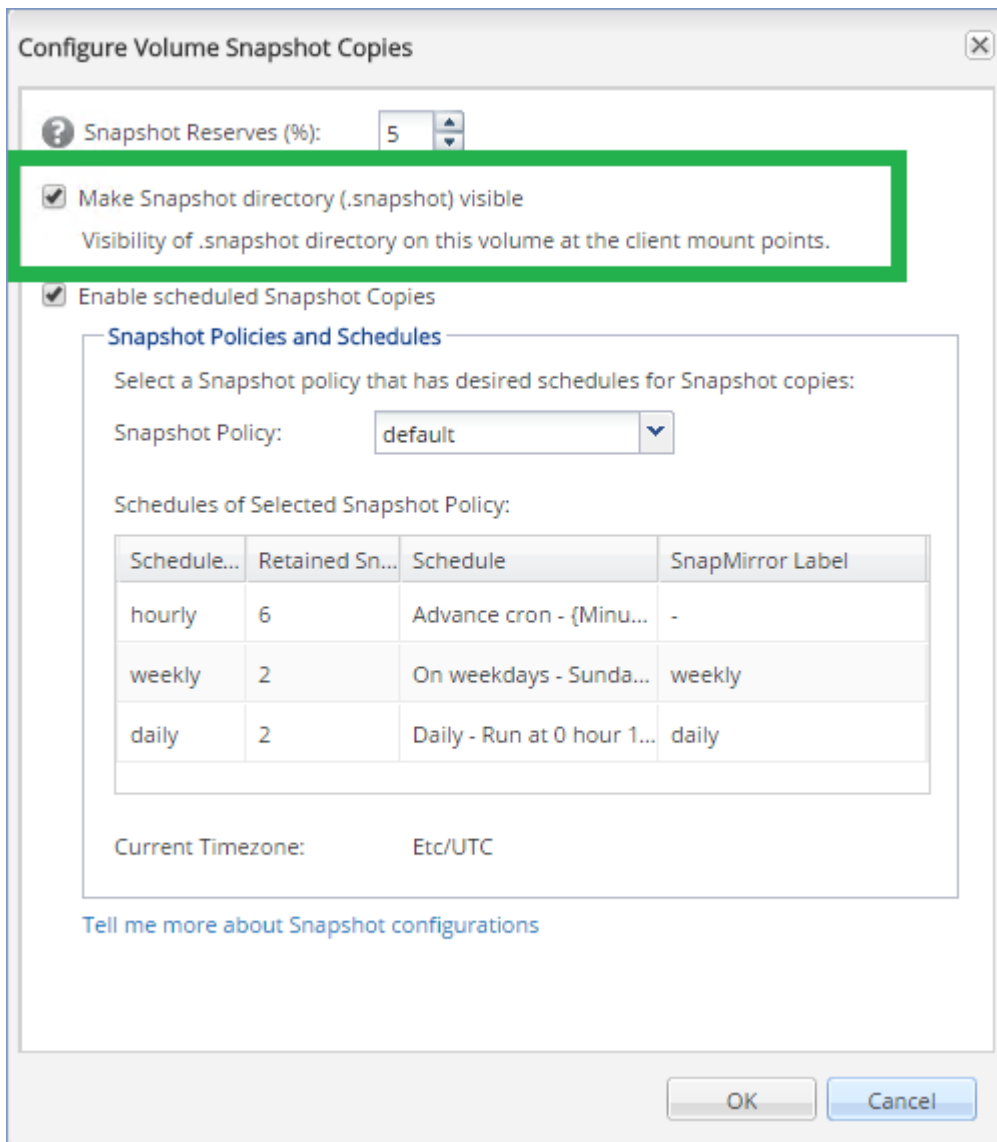 Configure Volume Snapshot Copies
Snapshot Reserves (%): 5
Make Snapshot directory (.snapshot) visible
Visibility of .snapshot directory on this volume at the client mount points.
Enable scheduled Snapshot Copies
Snapshot Policies and Schedules
Select a Snapshot policy that has desired schedules for Snapshot copies:
Snapshot Policy: default
Schedules of Selected Snapshot Policy:
Schedule... Retained Sn... Schedule SnapMirror Label
hourly 6 Advance cron - {Minu... -
weekly 2 On weekdays - Sunda... weekly
daily 2 Daily - Run at 0 hour 1... daily
Current Timezone: Etc/UTC
Tell me more about Snapshot configurations
OK Cancel